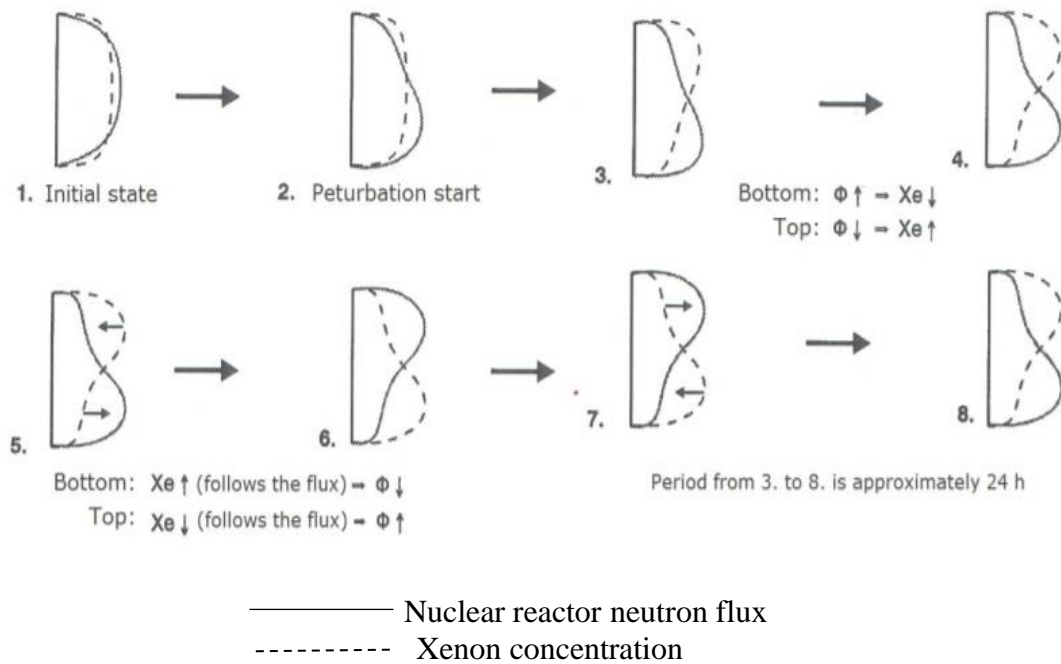 1. Initial state
2. Peturbation start
3.
4.
Bottom: Φ ↑ → Xe ↓
Top: Φ ↓ → Xe ↑
5.
6.
7.
8.
Bottom: Xe ↑ (follows the flux) → Φ ↓
Top: Xe ↓ (follows the flux) → Φ ↑
Period from 3. to 8. is approximately 24 h
Nuclear reactor neutron flux
Xenon concentration